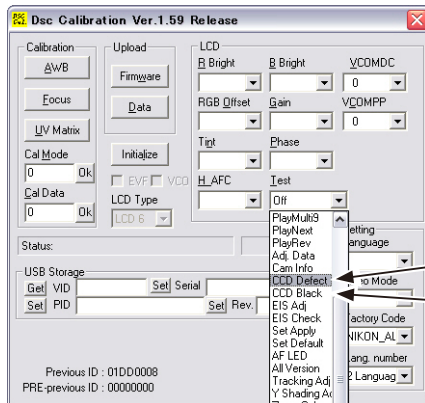 Dsc Calibration Ver.1.59 Release
Calibration
AWB
Focus
UV Matrix
Cal Mode
0 Ok
Cal Data
0 Ok
Upload
Firmware
Data
Initialize
EVF VCO
LCD Type
LCD 6
LCD
R Bright B Bright VCOMDC
0
RGB Offset Gain VCOMPP
0
Tint Phase
H_AFC Test
Off
PlayMulti9
PlayNext
PlayRev
Adj. Data
Cam Info
CCD Defect
CCD Black
EIS Adj
EIS Check
Set Apply
Set Default
AF LED
All Version
Tracking Adj
Y Shading
Status:
etting
anguage
Mode
actory Code
NIKON_AL
ang. number
2 Languag
USB Storage
Get VID Set Serial
Set PID Set Rev.
Previous ID : 01DD0008
PRE-previous ID : 00000000